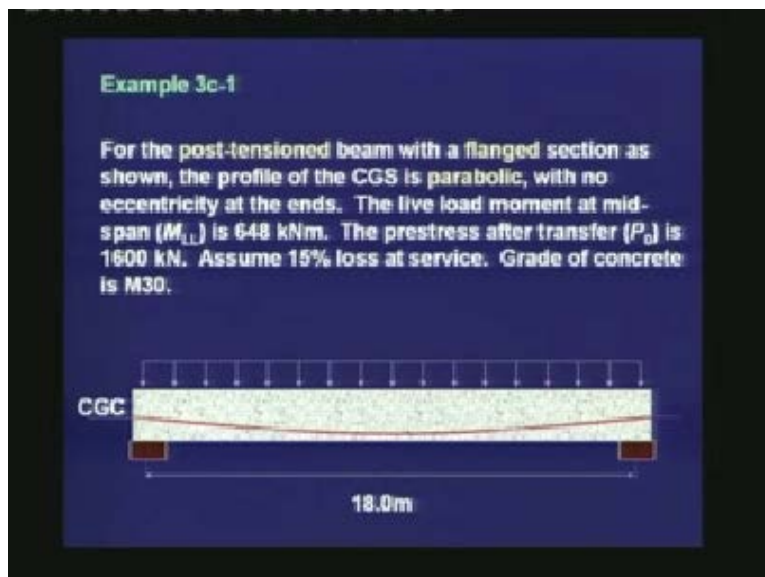 Example 3c-1
For the post-tensioned beam with a flanged section as
shown, the profile of the CGS is parabolic, with no
eccentricity at the ends. The live load moment at mid-
span (M_LL) is 648 kNm. The prestress after transfer (P_0) is
1600 kN. Assume 15% loss at service. Grade of concrete
is M30.
CGC
18.0m